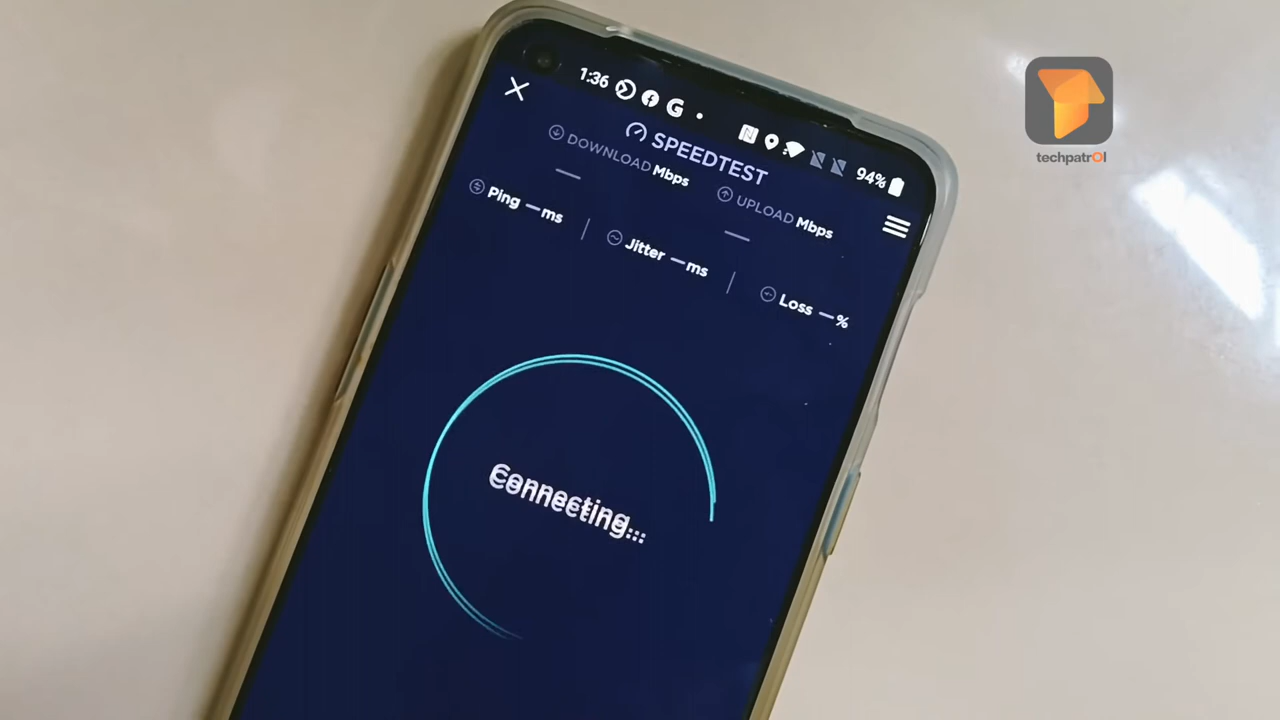 1:36 G 94%
SPEEDTEST
DOWNLOAD Mbps
UPLOAD Mbps
Ping — ms
Jitter — ms
Loss — %
Connecting...
techpatrol